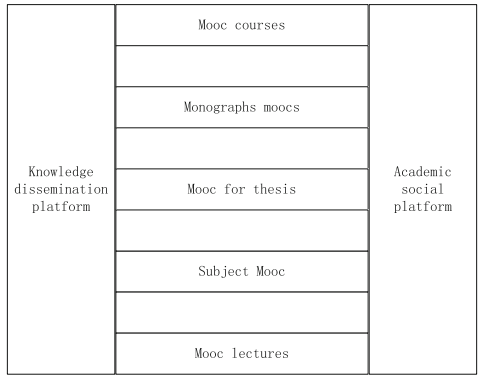 Mooc courses
Monographs moocs
Knowledge
dissemination
platform
Mooc for thesis
Academic
social
platform
Subject Mooc
Mooc lectures